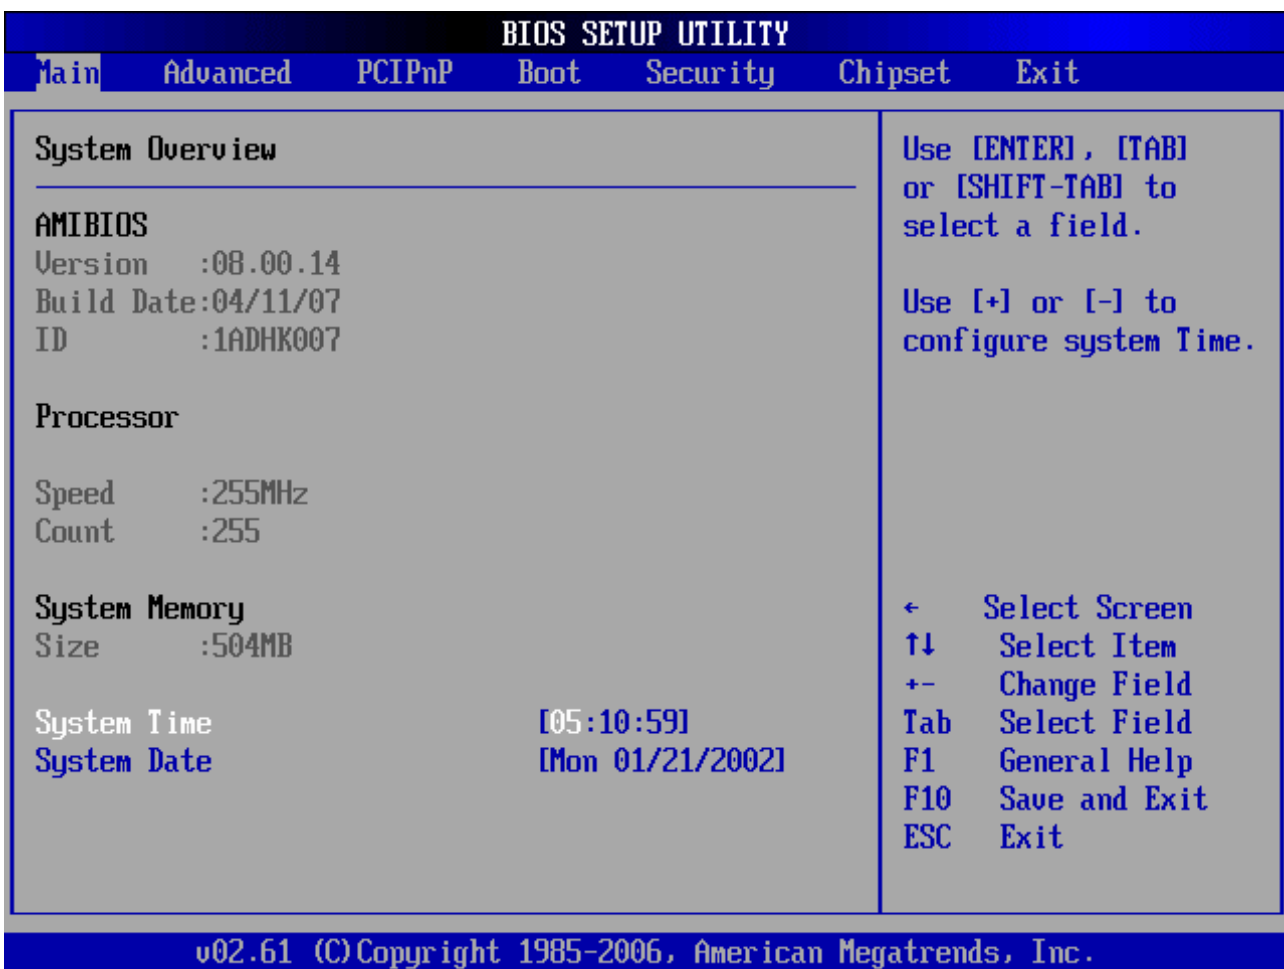 BIOS SETUP UTILITY
Main Advanced PCIPnP Boot Security Chipset Exit
System Overview
AMIBIOS
Version :08.00.14
Build Date:04/11/07
ID :1ADHK007
Processor
Speed :255MHz
Count :255
System Memory
Size :504MB
System Time [05:10:59]
System Date [Mon 01/21/2002]
Use [ENTER], [TAB]
or [SHIFT-TAB] to
select a field.
Use [+] or [-] to
configure system Time.
← Select Screen
↑↓ Select Item
+- Change Field
Tab Select Field
F1 General Help
F10 Save and Exit
ESC Exit
v02.61 (C)Copyright 1985-2006, American Megatrends, Inc.